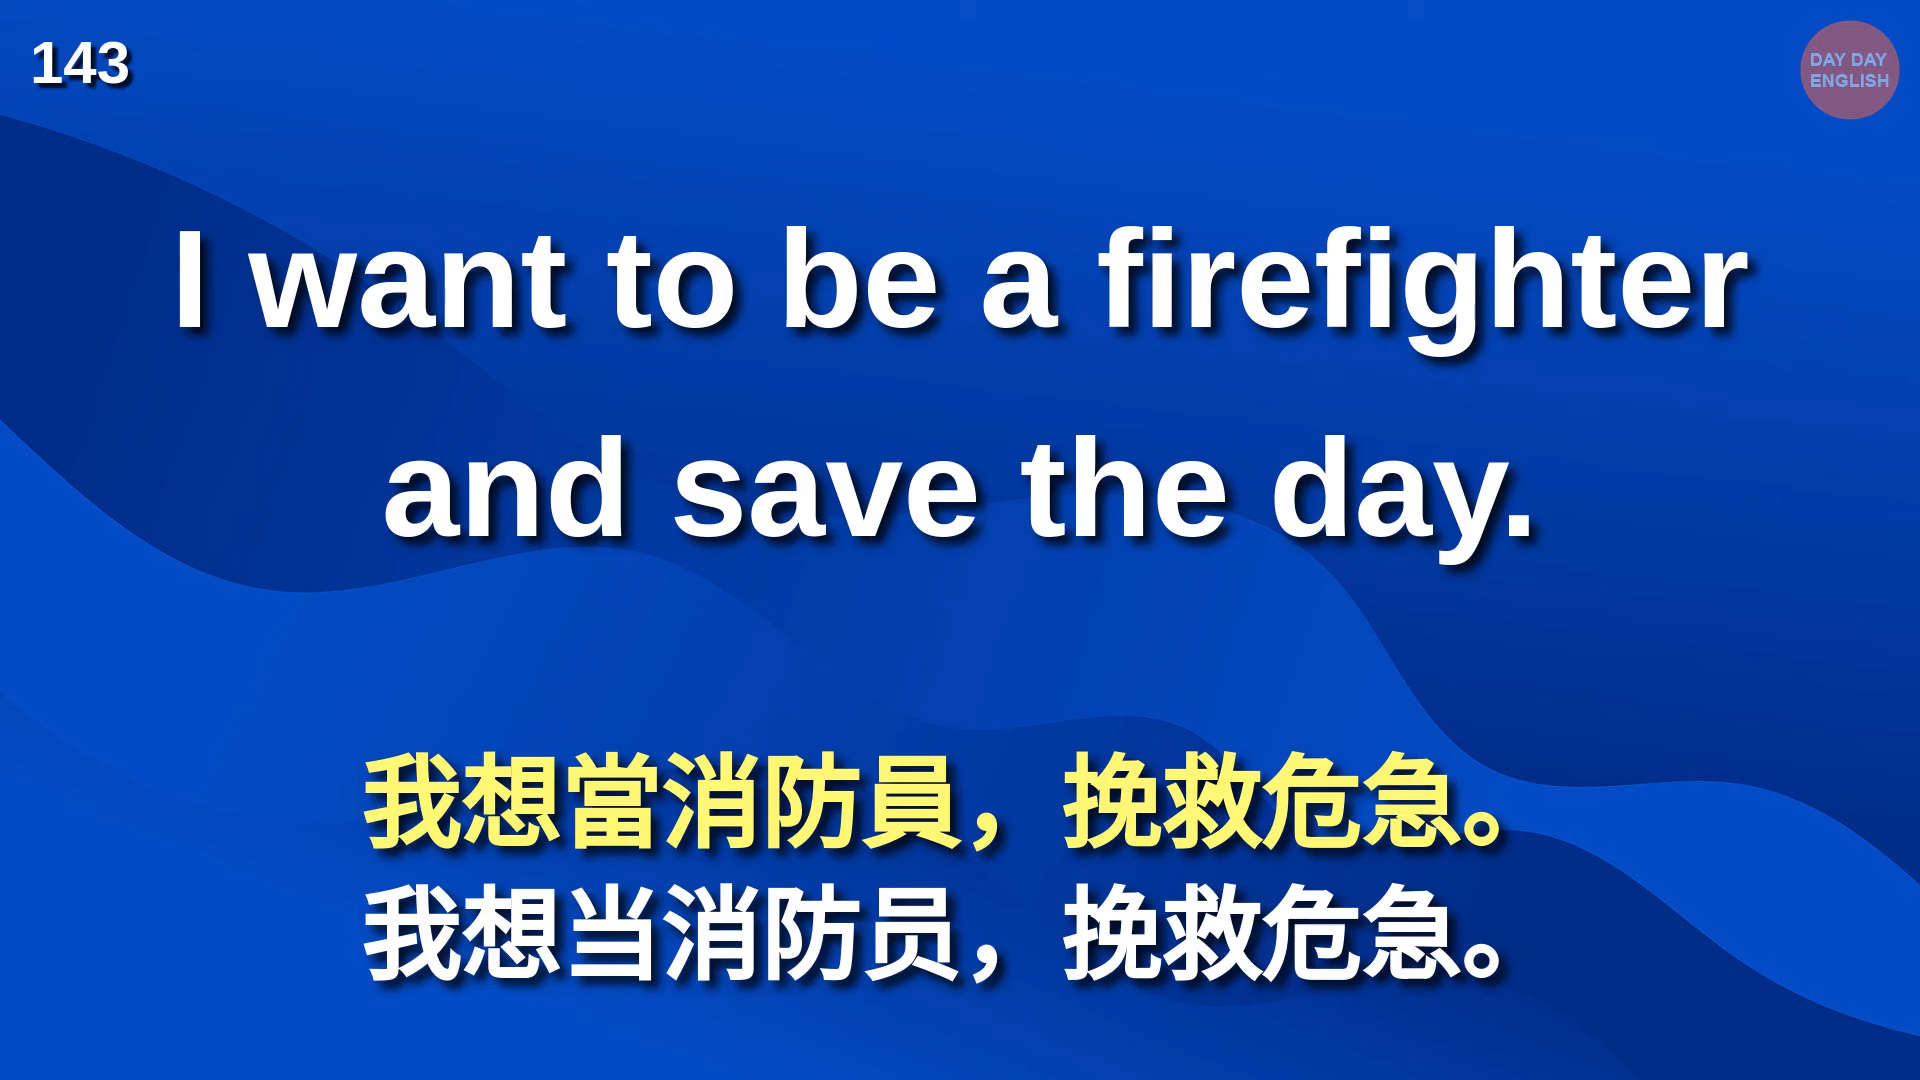 143
DAY DAY
ENGLISH
I want to be a firefighter
and save the day.
我想當消防員，挽救危急。
我想当消防员，挽救危急。